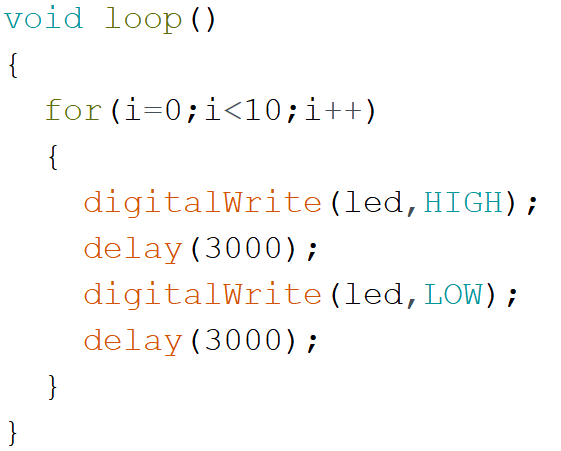 void loop()
{
  for(i=0;i<10;i++)
  {
    digitalWrite(led,HIGH);
    delay(3000);
    digitalWrite(led,LOW);
    delay(3000);
  }
}